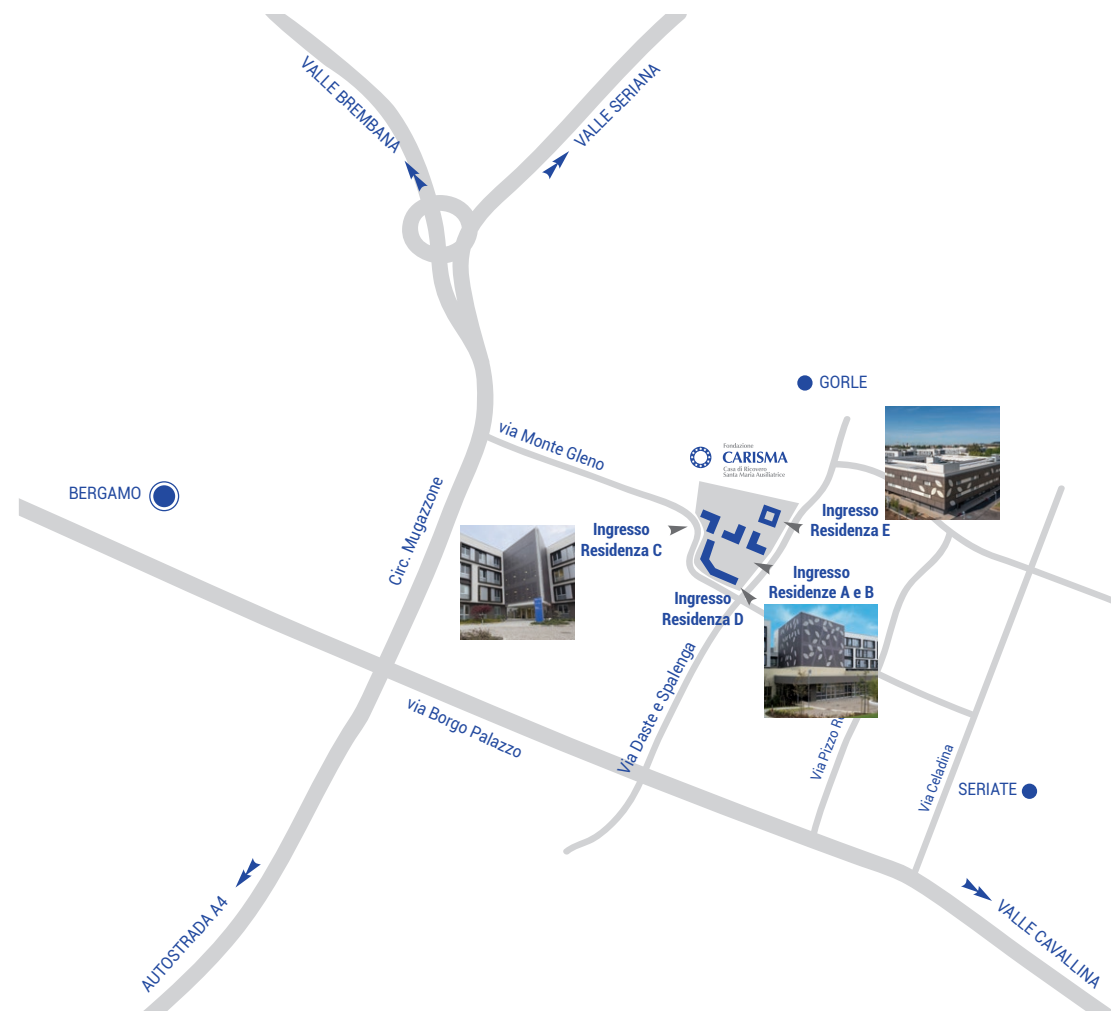 VALLE BREMBANA
VALLE SERIANA
GORLE
via Monte Gleno
Fondazione
CARISMA
Casa di Ricovero
Santa Maria Ausiliatrice
BERGAMO
Circ. Mugazzone
Ingresso
Residenza C
Ingresso
Residenza E
Ingresso
Residenze A e B
Ingresso
Residenza D
via Borgo Palazzo
Via Daste e Spalenga
Via Pizzo
Via Celadina
SERIATE
AUTOSTRADA A4
VALLE CAVALLINA